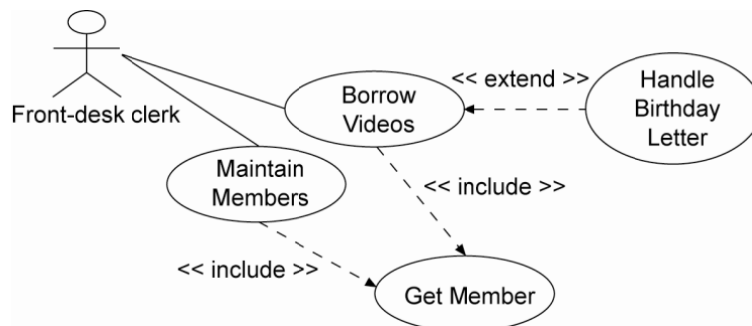 << extend >>
Handle
Birthday
Letter
Borrow
Videos
Front-desk clerk
Maintain
Members
<< include >>
<< include >>
Get Member